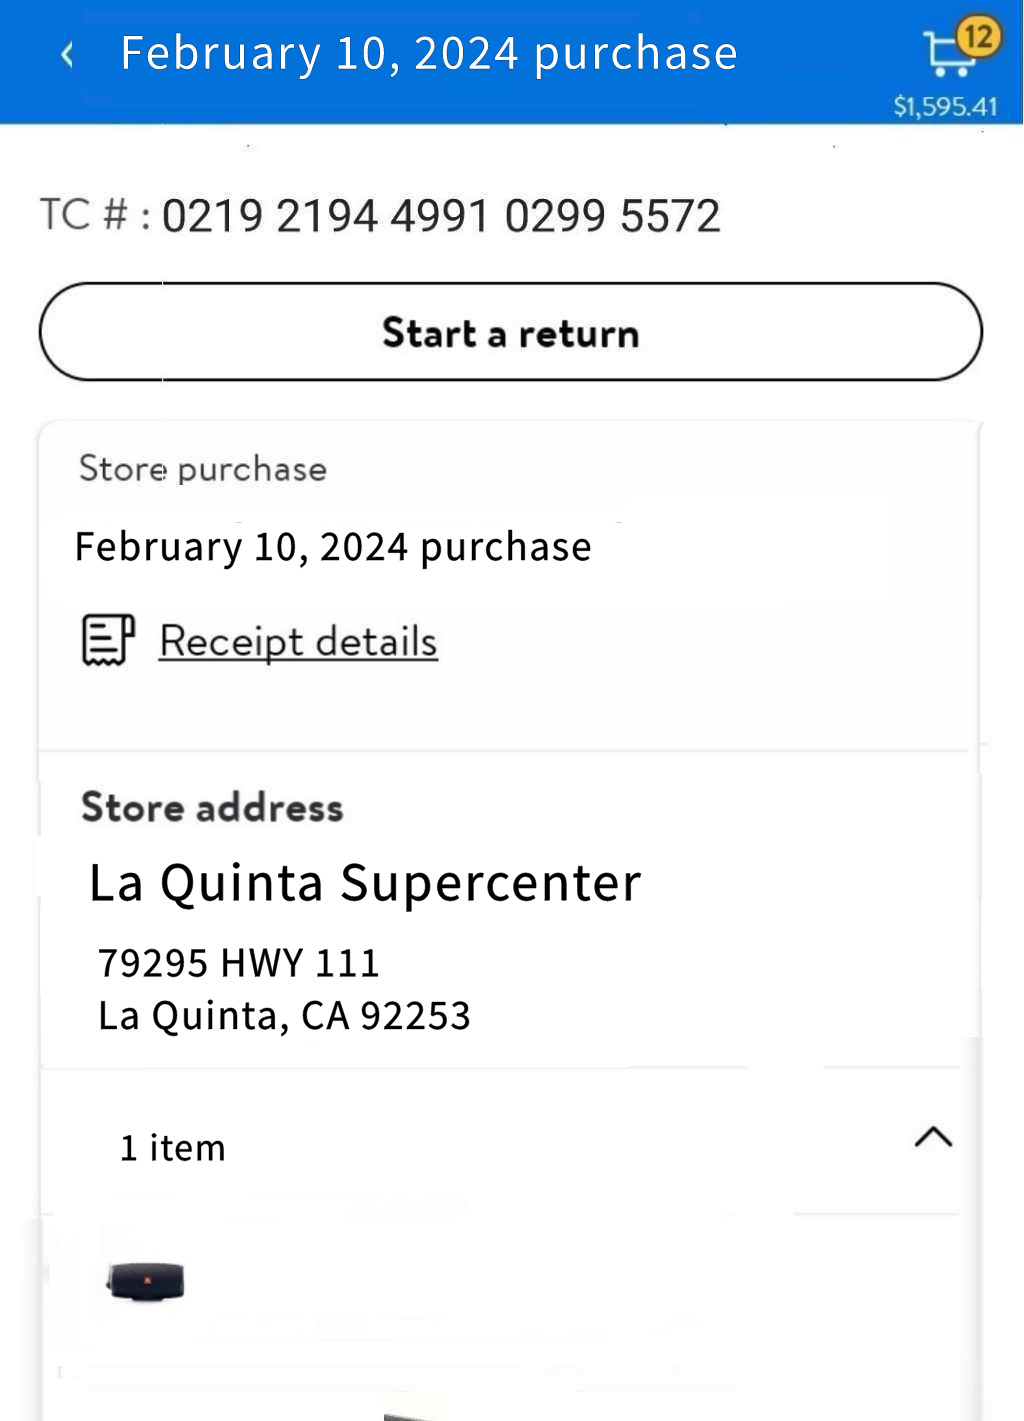 February 10, 2024 purchase
12
$1,595.41
TC # : 0219 2194 4991 0299 5572
Start a return
Store purchase
February 10, 2024 purchase
Receipt details
Store address
La Quinta Supercenter
79295 HWY 111
La Quinta, CA 92253
1 item